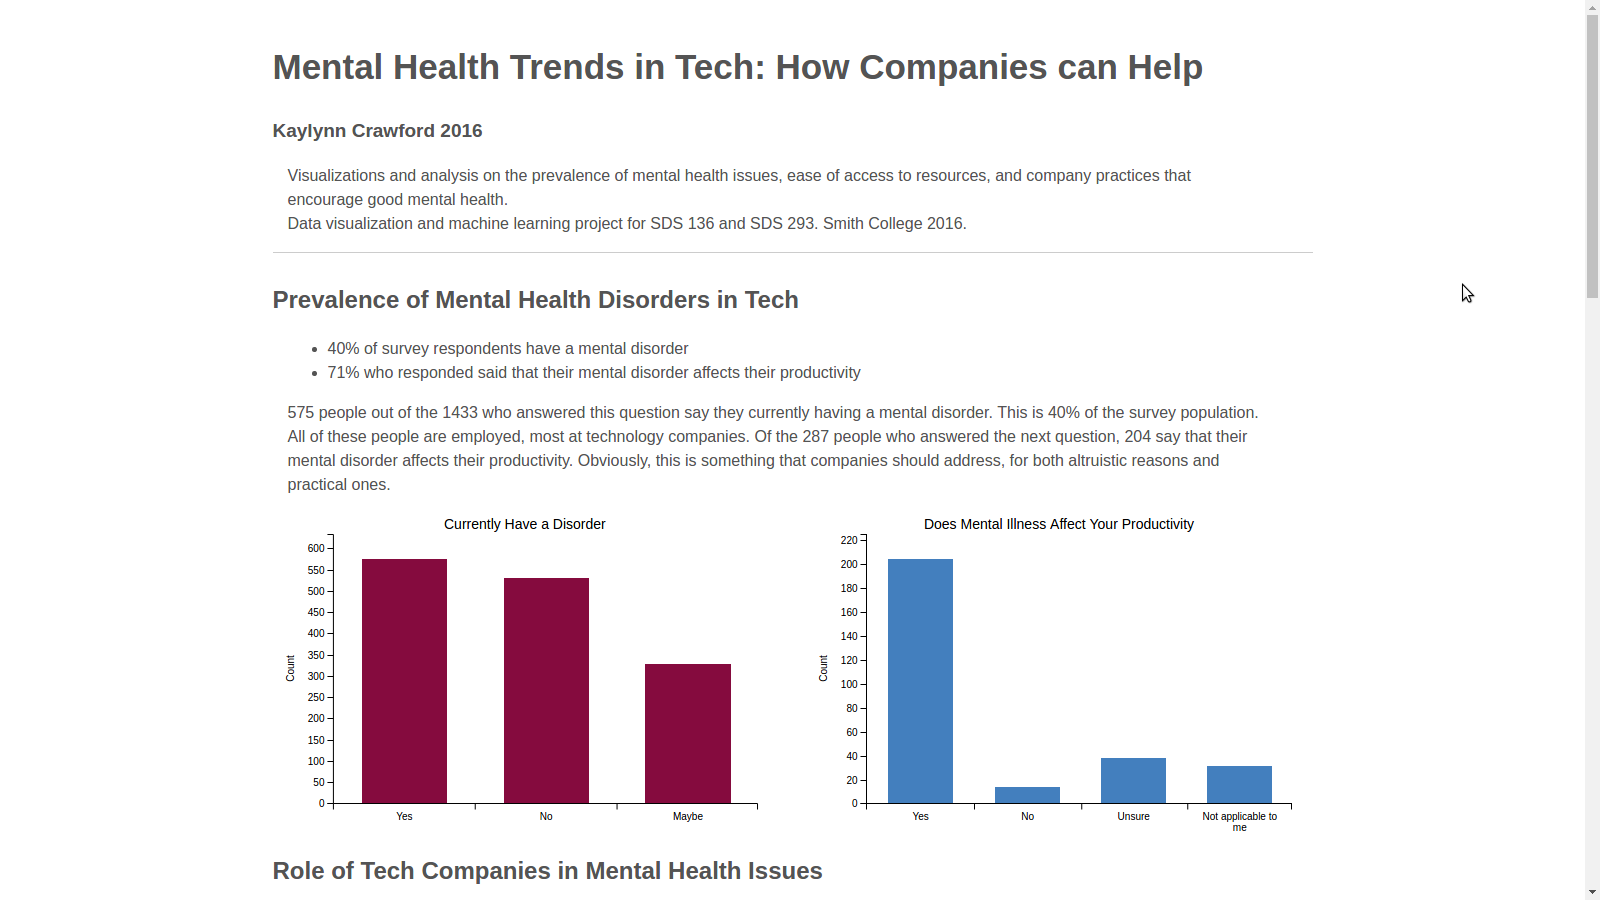 Mental Health Trends in Tech: How Companies can Help
Kaylynn Crawford 2016
Visualizations and analysis on the prevalence of mental health issues, ease of access to resources, and company practices that
encourage good mental health.
Data visualization and machine learning project for SDS 136 and SDS 293. Smith College 2016.
Prevalence of Mental Health Disorders in Tech
• 40% of survey respondents have a mental disorder
• 71% who responded said that their mental disorder affects their productivity
575 people out of the 1433 who answered this question say they currently having a mental disorder. This is 40% of the survey population.
All of these people are employed, most at technology companies. Of the 287 people who answered the next question, 204 say that their
mental disorder affects their productivity. Obviously, this is something that companies should address, for both altruistic reasons and
practical ones.
Currently Have a Disorder
600
550
500
450
400
350
300
250
200
150
100
50
0
Count
Yes No Maybe
Does Mental Illness Affect Your Productivity
220
200
180
160
140
120
100
80
60
40
20
0
Count
Yes No Unsure Not applicable to
me
Role of Tech Companies in Mental Health Issues